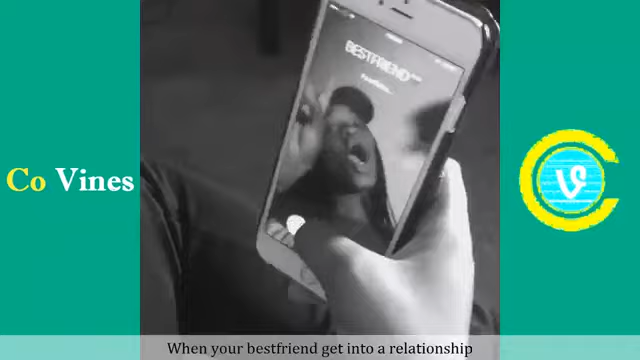 BESTFRIEND
Co Vines
When your bestfriend get into a relationship